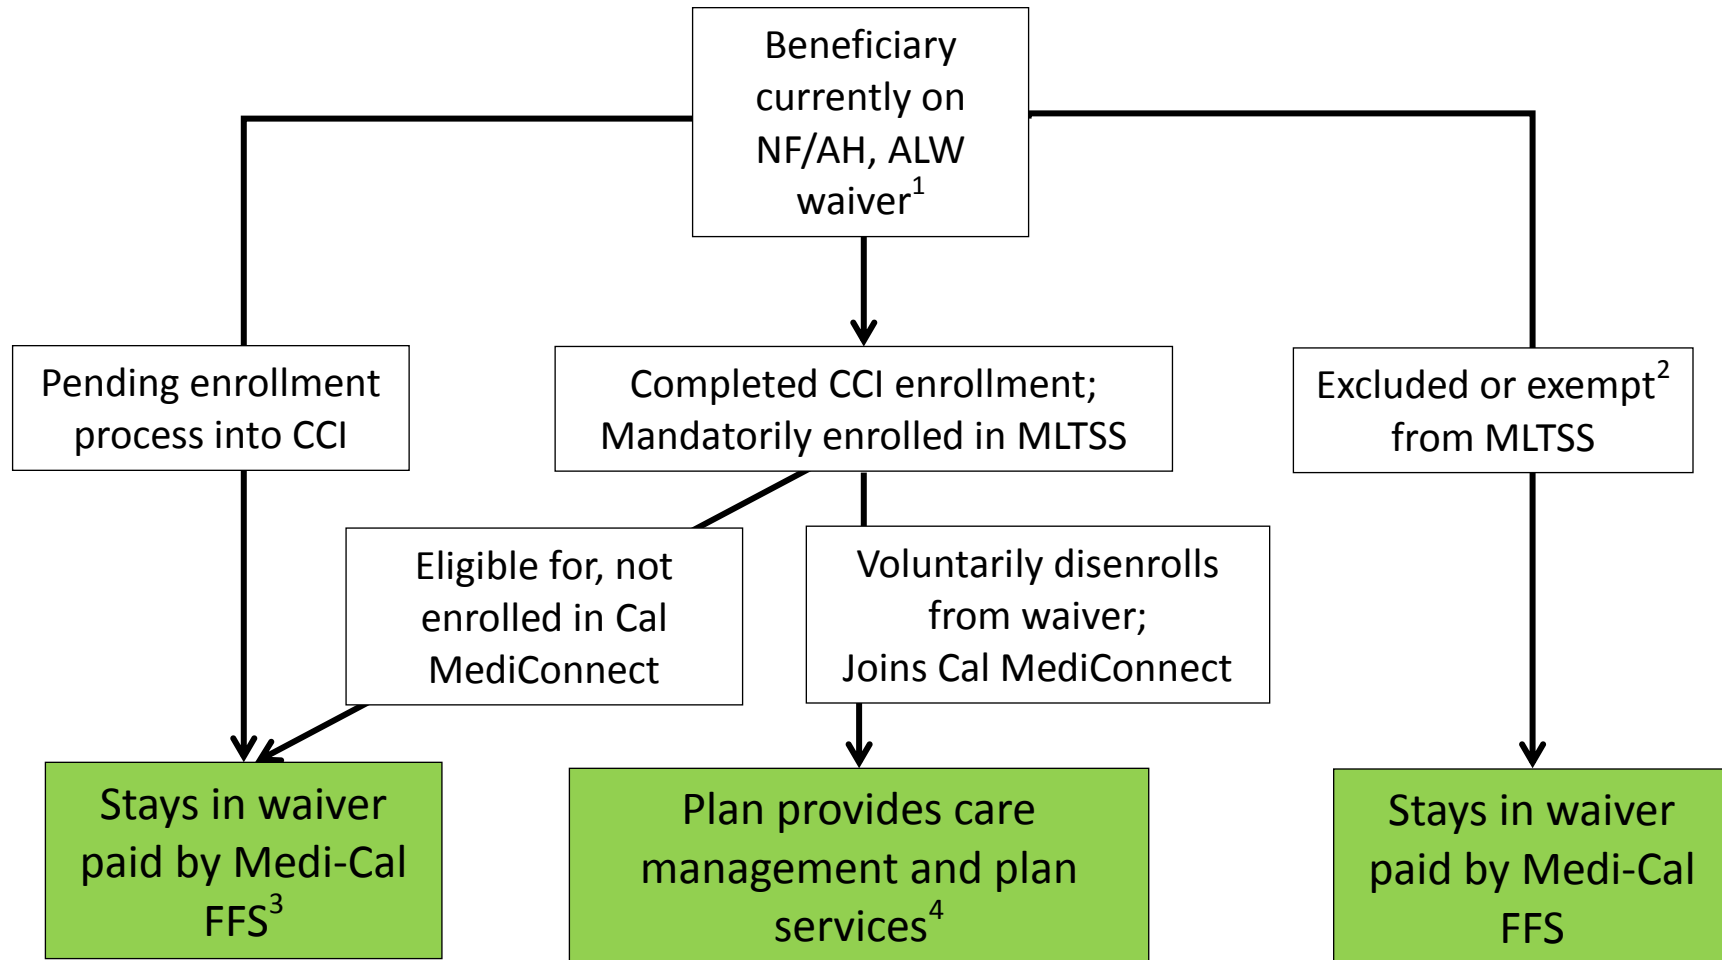 Beneficiary
currently on
NF/AH, ALW
waiver¹
Pending enrollment
process into CCI
Completed CCI enrollment;
Mandatorily enrolled in MLTSS
Excluded or exempt²
from MLTSS
Eligible for, not
enrolled in Cal
MediConnect
Voluntarily disenrolls
from waiver;
Joins Cal MediConnect
Stays in waiver
paid by Medi-Cal
FFS³
Plan provides care
management and plan
services⁴
Stays in waiver
paid by Medi-Cal
FFS